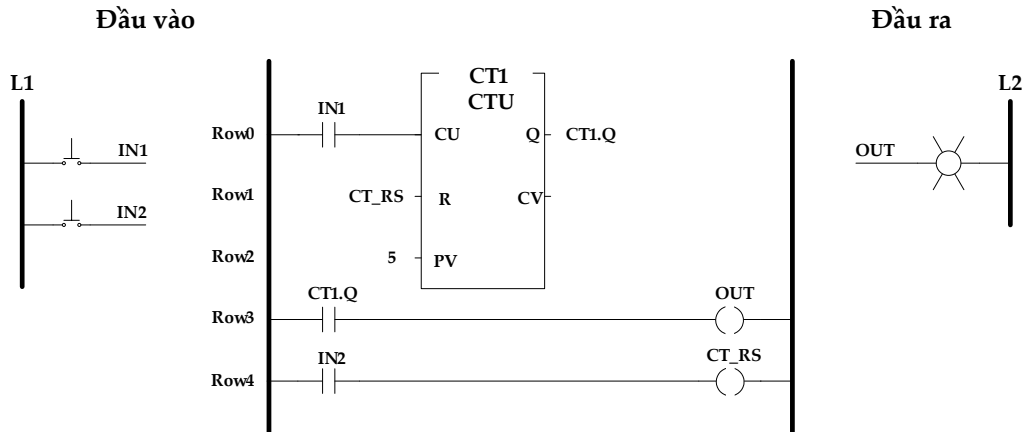 Đầu vào
Đầu ra
L1
L2
CT1
CTU
IN1
Row0
CU
Q
CT1.Q
IN1
OUT
Row1
CT_RS
R
CV
IN2
Row2
5
PV
CT1.Q
OUT
Row3
IN2
CT_RS
Row4